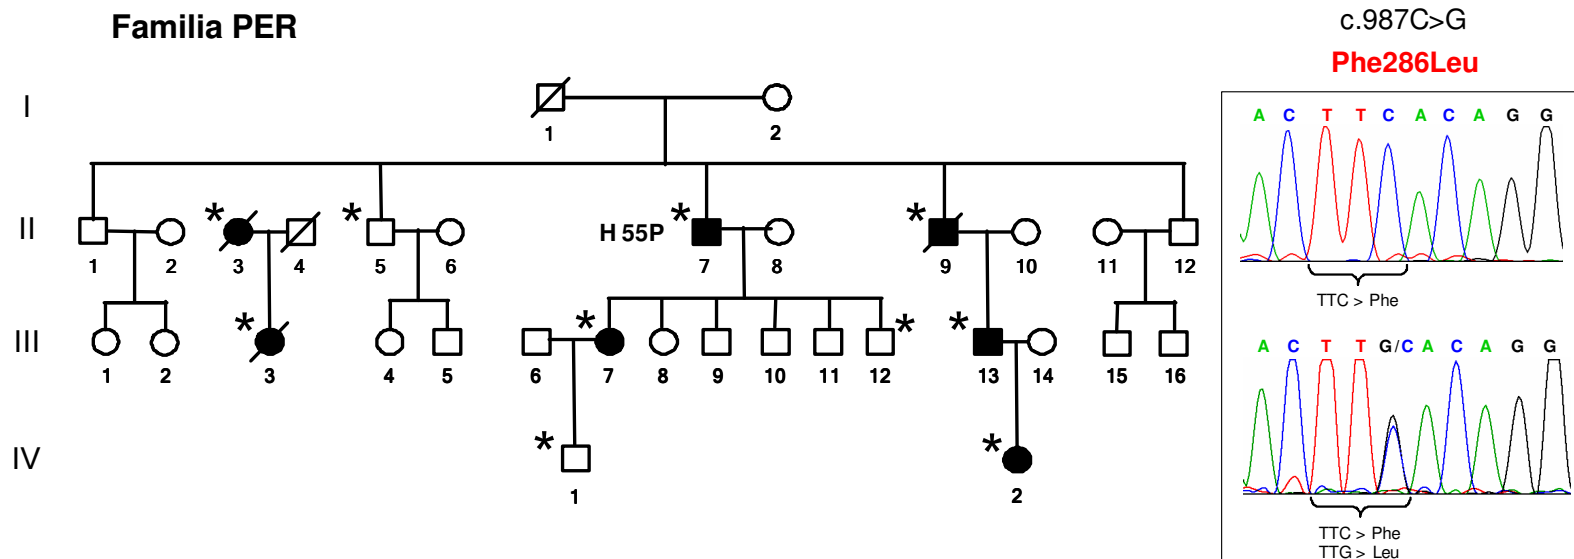 Familia PER
c.987C>G
Phe286Leu
I
1 2
A C T T C A C A G G
II
* * H 55P * *
1 2 3 4 5 6 7 8 9 10 11 12
TTC > Phe
III
* * * *
1 2 3 4 5 6 7 8 9 10 11 12 13 14 15 16
A C T T G/C A C A G G
IV
* *
1 2
TTC > Phe
TTG > Leu